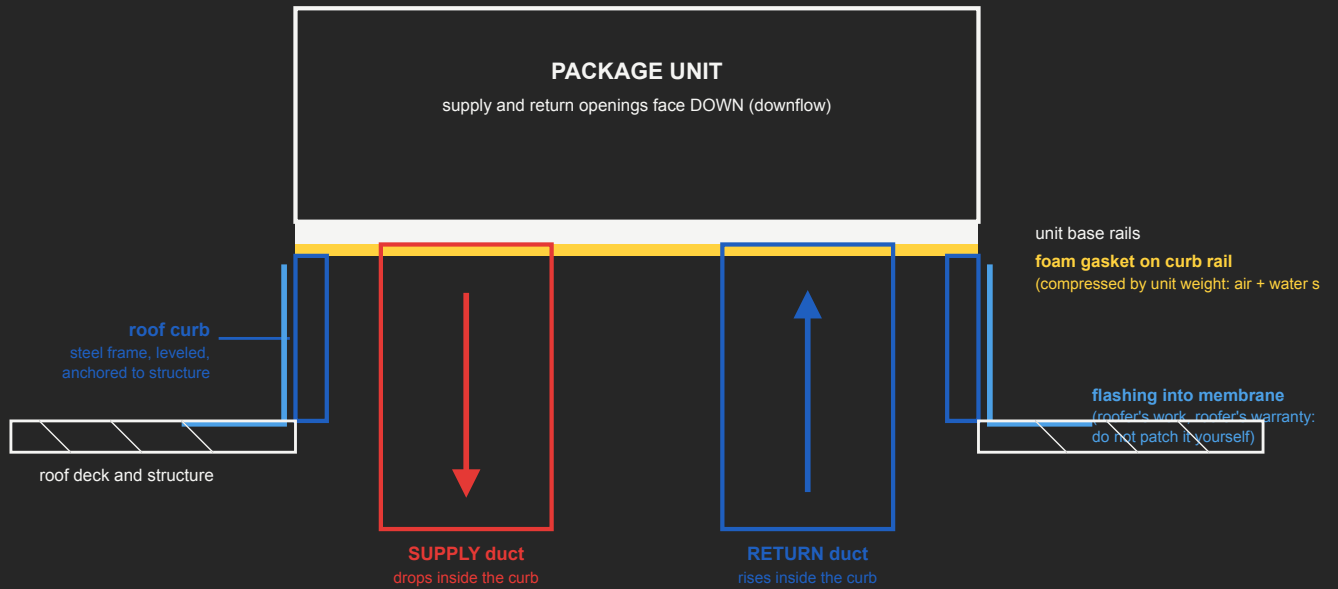 PACKAGE UNIT
supply and return openings face DOWN (downflow)
unit base rails
foam gasket on curb rail
(compressed by unit weight: air + water s
roof curb
steel frame, leveled,
anchored to structure
flashing into membrane
(roofer's work, roofer's warranty:
do not patch it yourself)
roof deck and structure
SUPPLY duct
drops inside the curb
RETURN duct
rises inside the curb